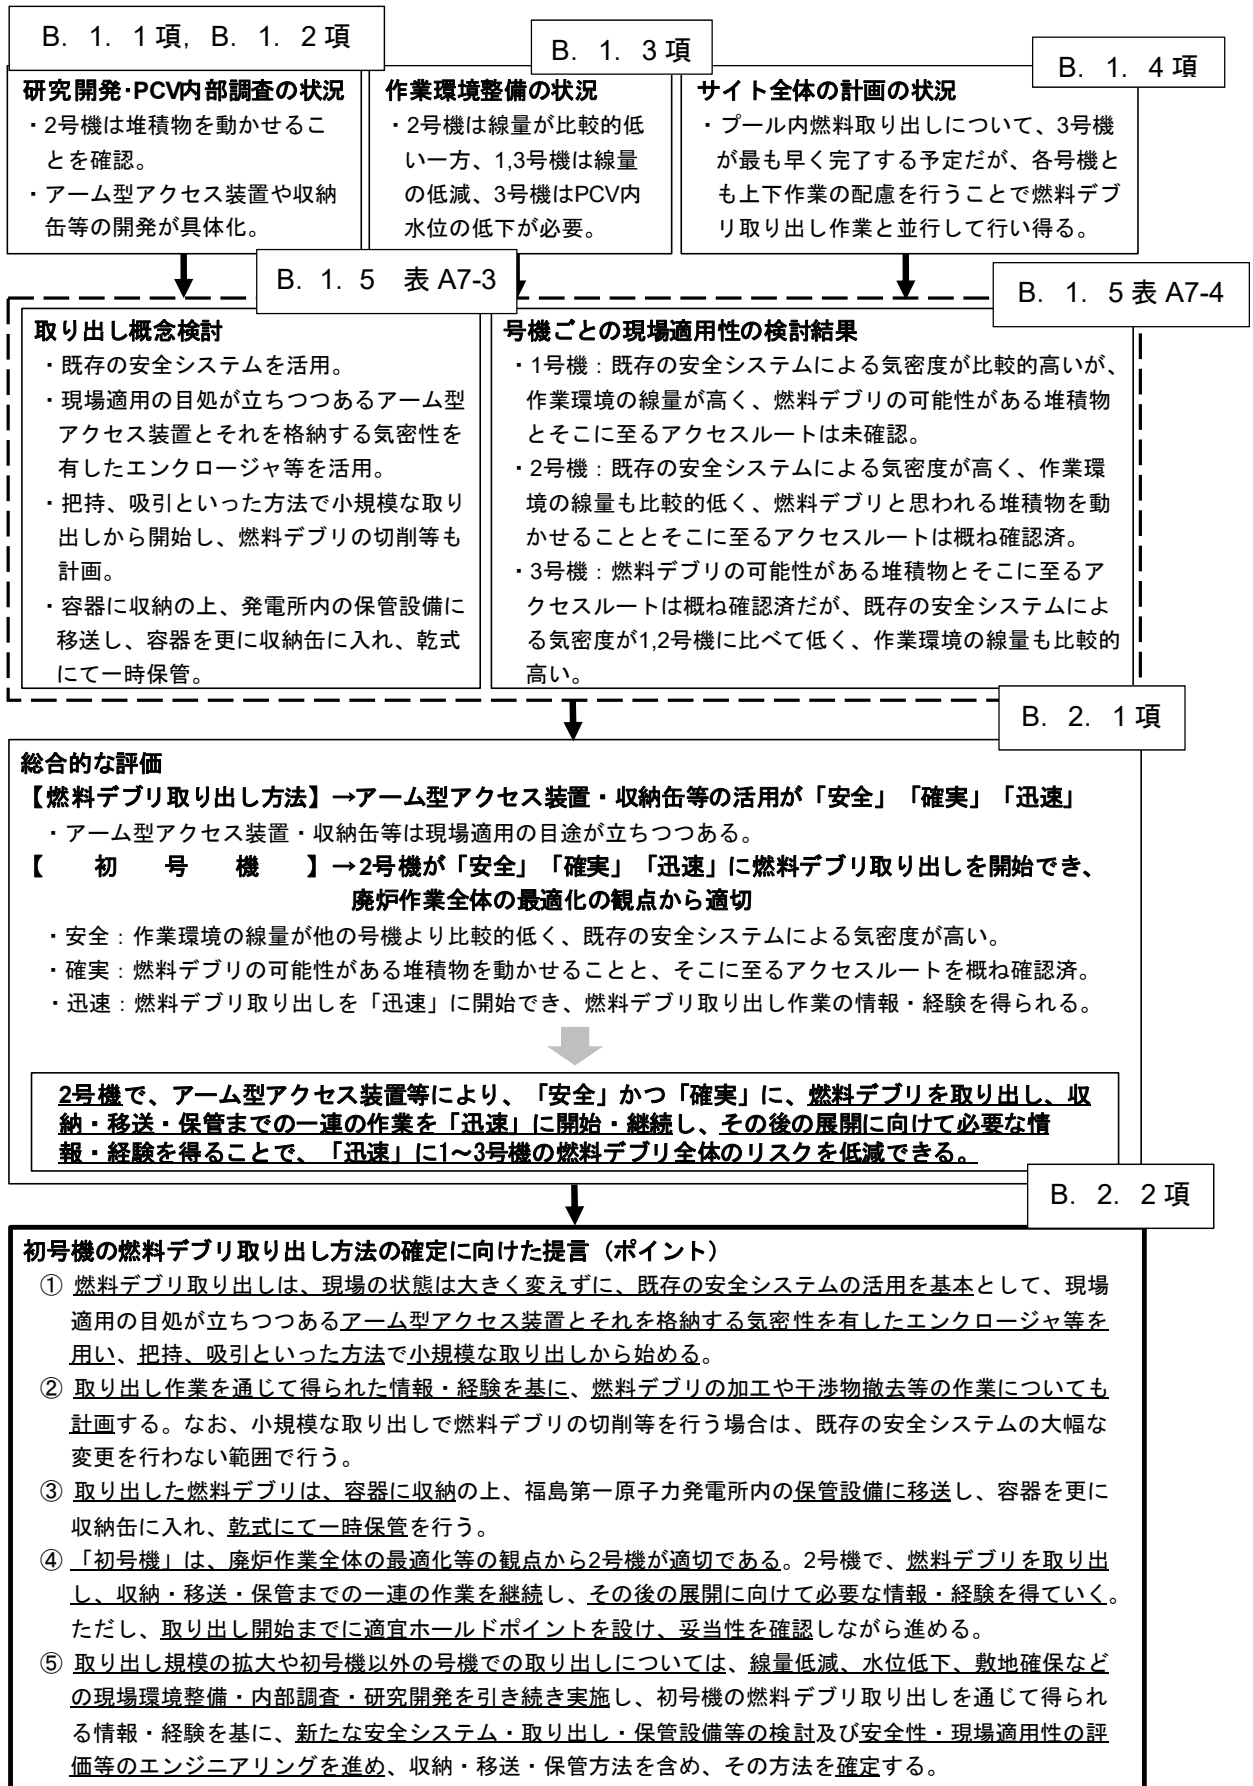 B. 1. 1項, B. 1. 2項
研究開発・PCV内部調査の状況
・2号機は堆積物を動かせるこ
とを確認。
・アーム型アクセス装置や収納
缶等の開発が具体化。
B. 1. 3項
作業環境整備の状況
・2号機は線量が比較的低
い一方、1,3号機は線量
の低減、3号機はPCV内
水位の低下が必要。
B. 1. 4項
サイト全体の計画の状況
・プール内燃料取り出しについて、3号機
が最も早く完了する予定だが、各号機と
も上下作業の配慮を行うことで燃料デブ
リ取り出し作業と並行して行い得る。
B. 1. 5 表 A7-3
取り出し概念検討
・既存の安全システムを活用。
・現場適用の目処が立ちつつあるアーム型
アクセス装置とそれを格納する気密性を
有したエンクロージャ等を活用。
・把持、吸引といった方法で小規模な取り
出しから開始し、燃料デブリの切削等も
計画。
・容器に収納の上、発電所内の保管設備に
移送し、容器を更に収納缶に入れ、乾式
にて一時保管。
B. 1. 5表 A7-4
号機ごとの現場適用性の検討結果
・1号機：既存の安全システムによる気密度が比較的高いが、
作業環境の線量が高く、燃料デブリの可能性がある堆積物
とそこに至るアクセスルートは未確認。
・2号機：既存の安全システムによる気密度が高く、作業環
境の線量も比較的低く、燃料デブリと思われる堆積物を動
かせることとそこに至るアクセスルートは概ね確認済。
・3号機：燃料デブリの可能性がある堆積物とそこに至るア
クセスルートは概ね確認済だが、既存の安全システムによ
る気密度が1,2号機に比べて低く、作業環境の線量も比較的
高い。
B. 2. 1項
総合的な評価
【燃料デブリ取り出し方法】→アーム型アクセス装置・収納缶等の活用が「安全」「確実」「迅速」
・アーム型アクセス装置・収納缶等は現場適用の目途が立ちつつある。
【 初 号 機 】→2号機が「安全」「確実」「迅速」に燃料デブリ取り出しを開始でき、
廃炉作業全体の最適化の観点から適切
・安全：作業環境の線量が他の号機より比較的低く、既存の安全システムによる気密度が高い。
・確実：燃料デブリの可能性がある堆積物を動かせることと、そこに至るアクセスルートを概ね確認済。
・迅速：燃料デブリ取り出しを「迅速」に開始でき、燃料デブリ取り出し作業の情報・経験を得られる。
2号機で、アーム型アクセス装置等により、「安全」かつ「確実」に、燃料デブリを取り出し、収
納・移送・保管までの一連の作業を「迅速」に開始・継続し、その後の展開に向けて必要な情
報・経験を得ることで、「迅速」に1～3号機の燃料デブリ全体のリスクを低減できる。
B. 2. 2項
初号機の燃料デブリ取り出し方法の確定に向けた提言（ポイント）
① 燃料デブリ取り出しは、現場の状態は大きく変えずに、既存の安全システムの活用を基本として、現場
適用の目処が立ちつつあるアーム型アクセス装置とそれを格納する気密性を有したエンクロージャ等を
用い、把持、吸引といった方法で小規模な取り出しから始める。
② 取り出し作業を通じて得られた情報・経験を基に、燃料デブリの加工や干渉物撤去等の作業についても
計画する。なお、小規模な取り出しで燃料デブリの切削等を行う場合は、既存の安全システムの大幅な
変更を行わない範囲で行う。
③ 取り出した燃料デブリは、容器に収納の上、福島第一原子力発電所内の保管設備に移送し、容器を更に
収納缶に入れ、乾式にて一時保管を行う。
④ 「初号機」は、廃炉作業全体の最適化等の観点から2号機が適切である。2号機で、燃料デブリを取り出
し、収納・移送・保管までの一連の作業を継続し、その後の展開に向けて必要な情報・経験を得ていく。
ただし、取り出し開始までに適宜ホールドポイントを設け、妥当性を確認しながら進める。
⑤ 取り出し規模の拡大や初号機以外の号機での取り出しについては、線量低減、水位低下、敷地確保など
の現場環境整備・内部調査・研究開発を引き続き実施し、初号機の燃料デブリ取り出しを通じて得られ
る情報・経験を基に、新たな安全システム・取り出し・保管設備等の検討及び安全性・現場適用性の評
価等のエンジニアリングを進め、収納・移送・保管方法を含め、その方法を確定する。